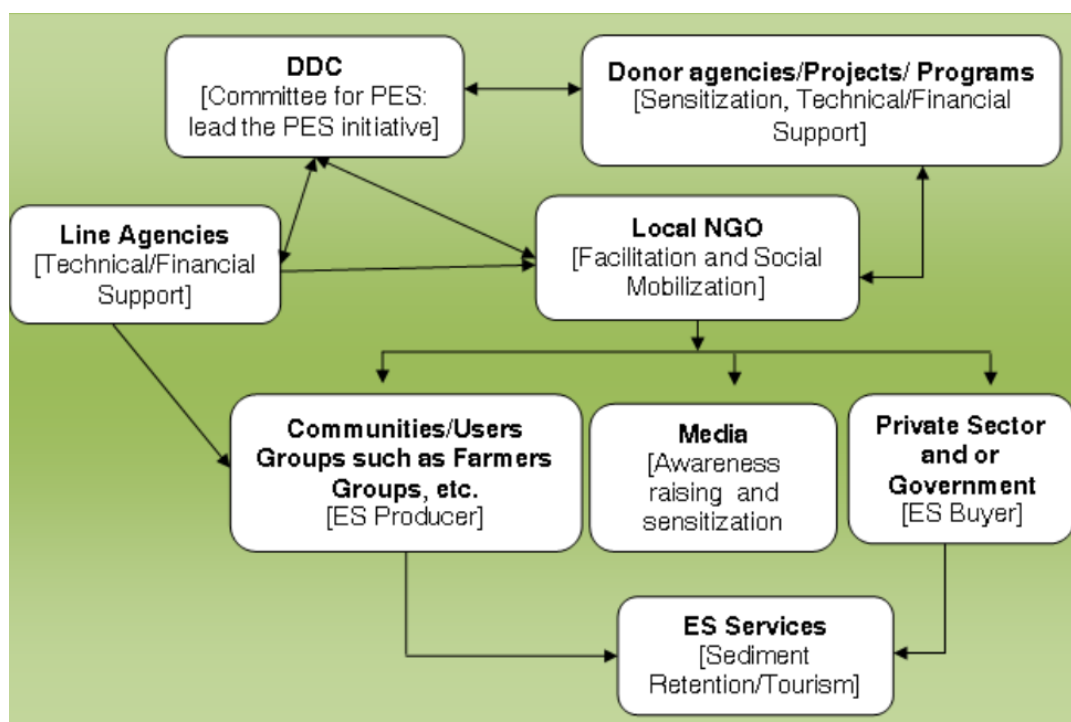 DDC
[Committee for PES:
lead the PES initiative]
Donor agencies/Projects/ Programs
[Sensitization, Technical/Financial
Support]
Line Agencies
[Technical/Financial
Support]
Local NGO
[Facilitation and Social
Mobilization]
Communities/Users
Groups such as Farmers
Groups, etc.
[ES Producer]
Media
[Awareness
raising and
sensitization
Private Sector
and or
Government
[ES Buyer]
ES Services
[Sediment
Retention/Tourism]